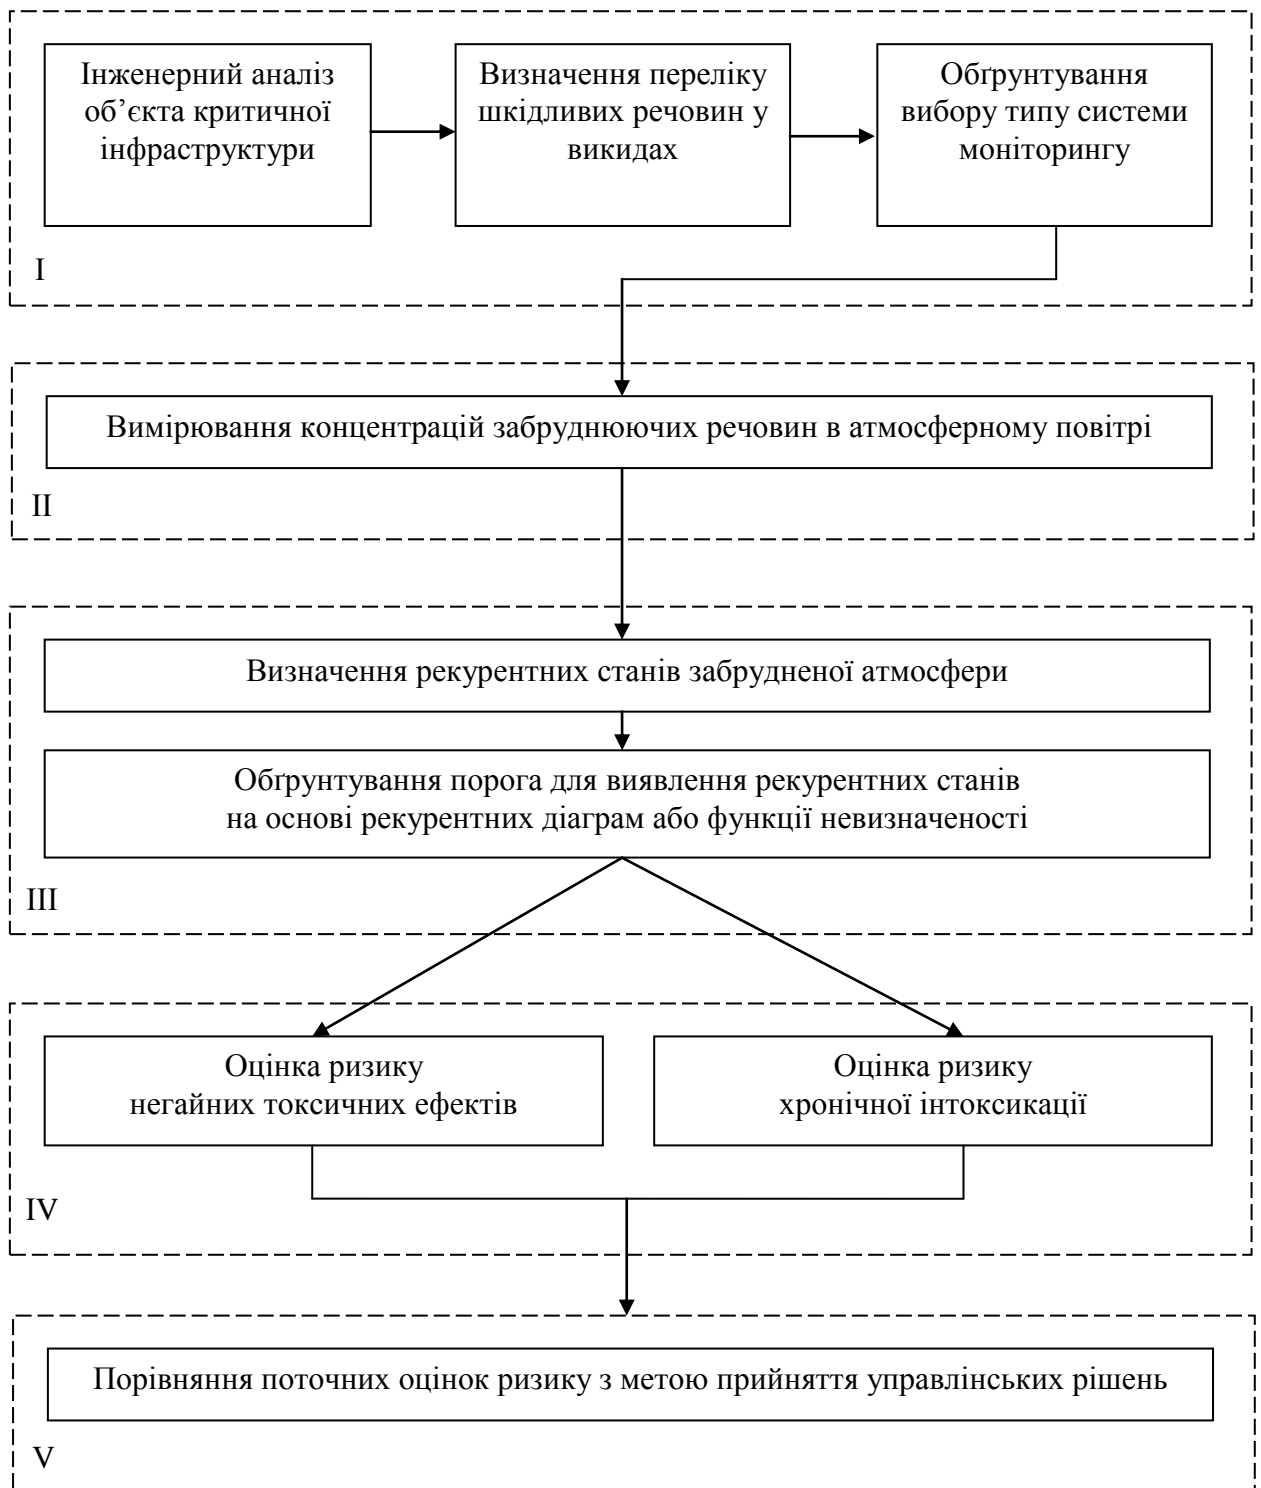 Інженерний аналіз
об’єкта критичної
інфраструктури
Визначення переліку
шкідливих речовин у
викидах
Обґрунтування
вибору типу системи
моніторингу
I
Вимірювання концентрацій забруднюючих речовин в атмосферному повітрі
II
Визначення рекурентних станів забрудненої атмосфери
Обґрунтування порога для виявлення рекурентних станів
на основі рекурентних діаграм або функції невизначеності
III
Оцінка ризику
негайних токсичних ефектів
Оцінка ризику
хронічної інтоксикації
IV
Порівняння поточних оцінок ризику з метою прийняття управлінських рішень
V